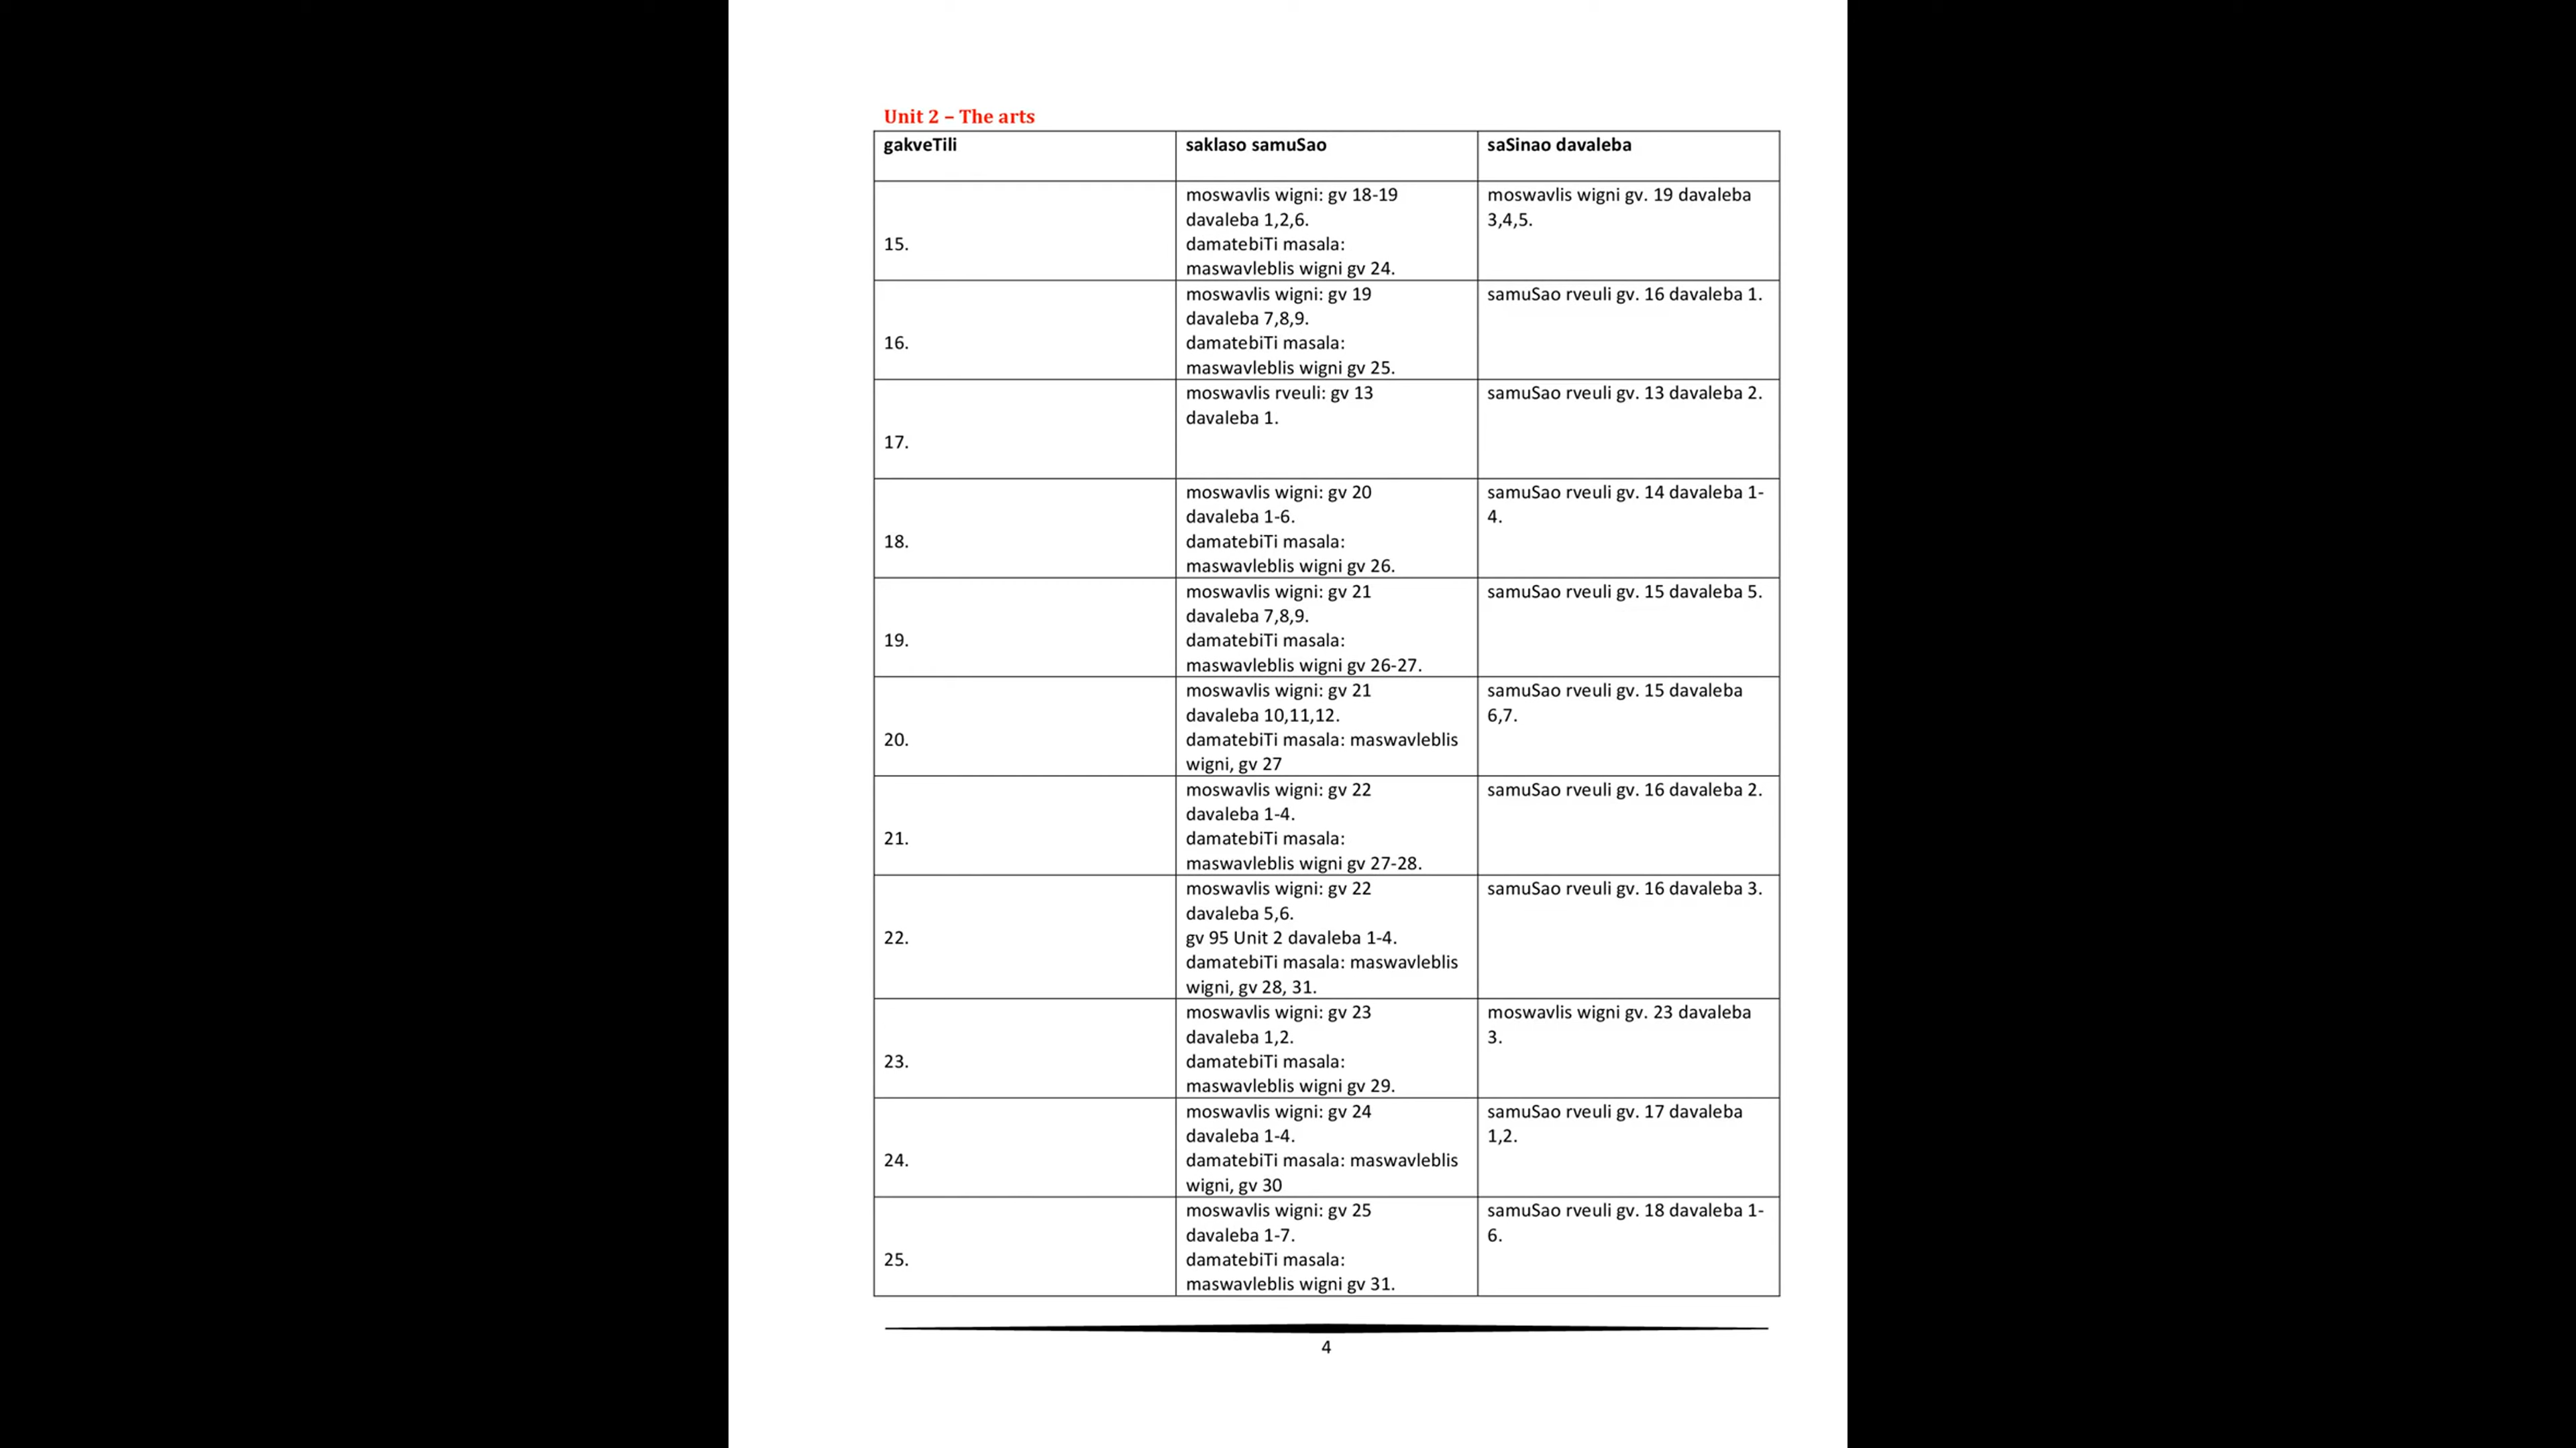 Unit 2 – The arts
gakveTili
saklaso samuSao
saSinao davaleba
15.
moswavlis wigni: gv 18-19
davaleba 1,2,6.
damatebiTi masala:
maswavleblis wigni gv 24.
moswavlis wigni gv. 19 davaleba
3,4,5.
16.
moswavlis wigni: gv 19
davaleba 7,8,9.
damatebiTi masala:
maswavleblis wigni gv 25.
samuSao rveuli gv. 16 davaleba 1.
17.
moswavlis rveuli: gv 13
davaleba 1.
samuSao rveuli gv. 13 davaleba 2.
18.
moswavlis wigni: gv 20
davaleba 1-6.
damatebiTi masala:
maswavleblis wigni gv 26.
samuSao rveuli gv. 14 davaleba 1-
4.
19.
moswavlis wigni: gv 21
davaleba 7,8,9.
damatebiTi masala:
maswavleblis wigni gv 26-27.
samuSao rveuli gv. 15 davaleba 5.
20.
moswavlis wigni: gv 21
davaleba 10,11,12.
damatebiTi masala: maswavleblis
wigni, gv 27
samuSao rveuli gv. 15 davaleba
6,7.
21.
moswavlis wigni: gv 22
davaleba 1-4.
damatebiTi masala:
maswavleblis wigni gv 27-28.
samuSao rveuli gv. 16 davaleba 2.
22.
moswavlis wigni: gv 22
davaleba 5,6.
gv 95 Unit 2 davaleba 1-4.
damatebiTi masala: maswavleblis
wigni, gv 28, 31.
samuSao rveuli gv. 16 davaleba 3.
23.
moswavlis wigni: gv 23
davaleba 1,2.
damatebiTi masala:
maswavleblis wigni gv 29.
moswavlis wigni gv. 23 davaleba
3.
24.
moswavlis wigni: gv 24
davaleba 1-4.
damatebiTi masala: maswavleblis
wigni, gv 30
samuSao rveuli gv. 17 davaleba
1,2.
25.
moswavlis wigni: gv 25
davaleba 1-7.
damatebiTi masala:
maswavleblis wigni gv 31.
samuSao rveuli gv. 18 davaleba 1-
6.
4